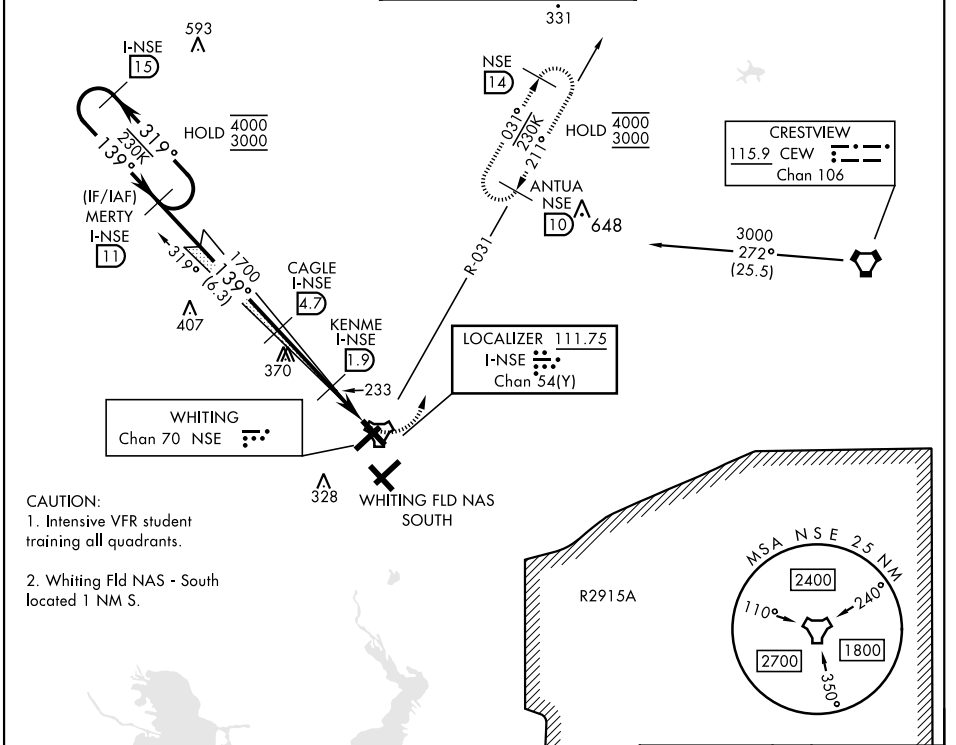 331
593
I-NSE
15
NSE
14
HOLD 4000
3000
319°
230K
139°
031°
230K
211°
HOLD 4000
3000
CRESTVIEW
115.9 CEW
Chan 106
(IF/IAF)
MERTY
I-NSE
11
ANTUA
NSE
10
648
3000
272°
(25.5)
R-031
1700
139°
319° (6.3)
CAGLE
I-NSE
4.7
407
KENME
I-NSE
1.9
370
233
LOCALIZER 111.75
I-NSE
Chan 54(Y)
WHITING
Chan 70 NSE
328
WHITING FLD NAS
SOUTH
CAUTION:
1. Intensive VFR student
training all quadrants.
2. Whiting Fld NAS - South
located 1 NM S.
R2915A
MSA NSE 25 NM
2400
110°
240°
2700
1800
350°